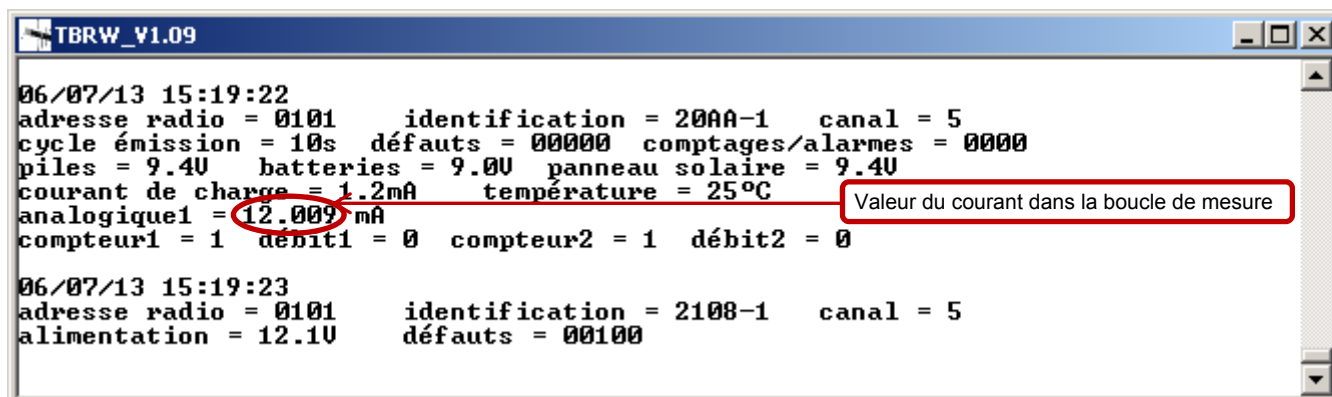 TBRW_V1.09
06/07/13 15:19:22
adresse radio = 0101 identification = 20AA-1 canal = 5
cycle émission = 10s défauts = 00000 comptages/alarmes = 0000
piles = 9.4V batteries = 9.0V panneau solaire = 9.4V
courant de charge = 1.2mA température = 25°C
analogique1 = 12.009 mA
Valeur du courant dans la boucle de mesure
compteur1 = 1 débit1 = 0 compteur2 = 1 débit2 = 0
06/07/13 15:19:23
adresse radio = 0101 identification = 2108-1 canal = 5
alimentation = 12.1V défauts = 00100